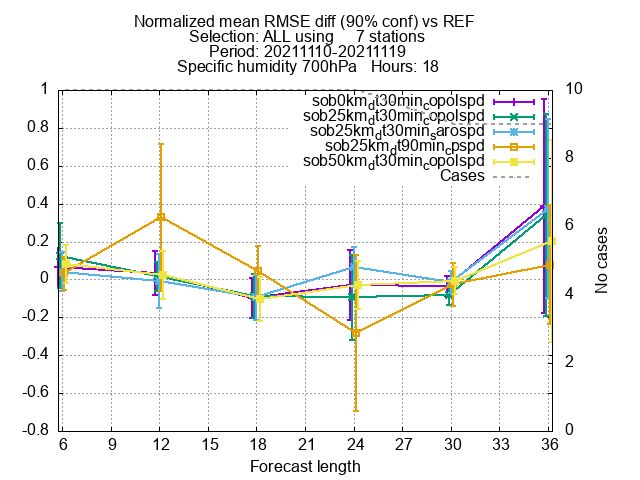 Normalized mean RMSE diff (90% conf) vs REF
Selection: ALL using 7 stations
Period: 20211110-20211119
Specific humidity 700hPa Hours: 18
sob0km_dt30min_copolspd
sob25km_dt30min_copolspd
sob25km_dt30min_sarospd
sob25km_dt90min_cpspd
sob50km_dt30min_copolspd
Cases
1
0.8
0.6
0.4
0.2
0
-0.2
-0.4
-0.6
-0.8
10
8
6
4
2
0
No cases
6 9 12 15 18 21 24 27 30 33 36
Forecast length